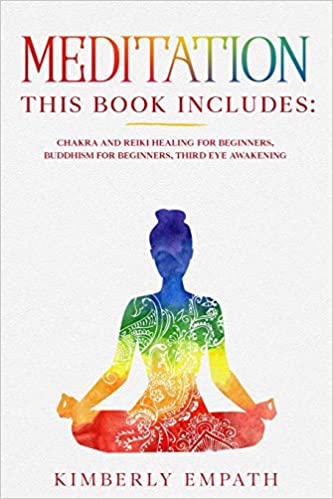 MEDITATION
THIS BOOK INCLUDES:
CHAKRA AND REIKI HEALING FOR BEGINNERS,
BUDDHISM FOR BEGINNERS, THIRD EYE AWAKENING
KIMBERLY EMPATH